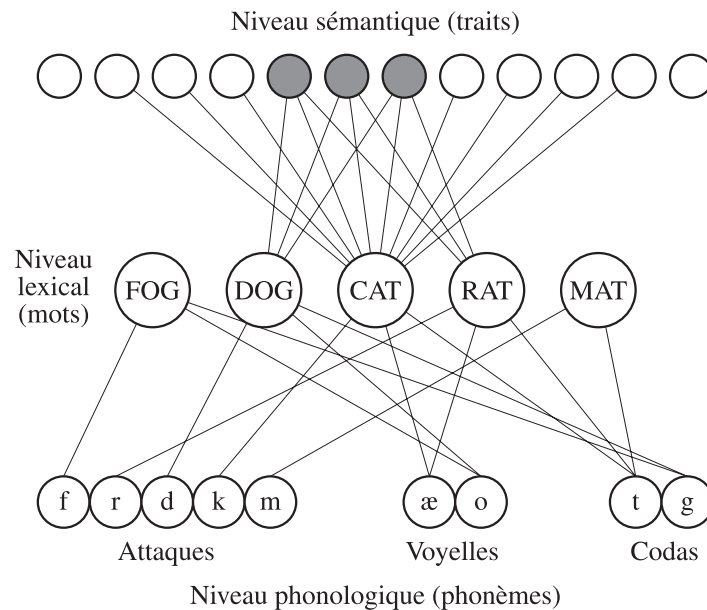 Niveau sémantique (traits)
Niveau
lexical
(mots)
FOG DOG CAT RAT MAT
f r d k m æ o t g
Attaques Voyelles Codas
Niveau phonologique (phonèmes)